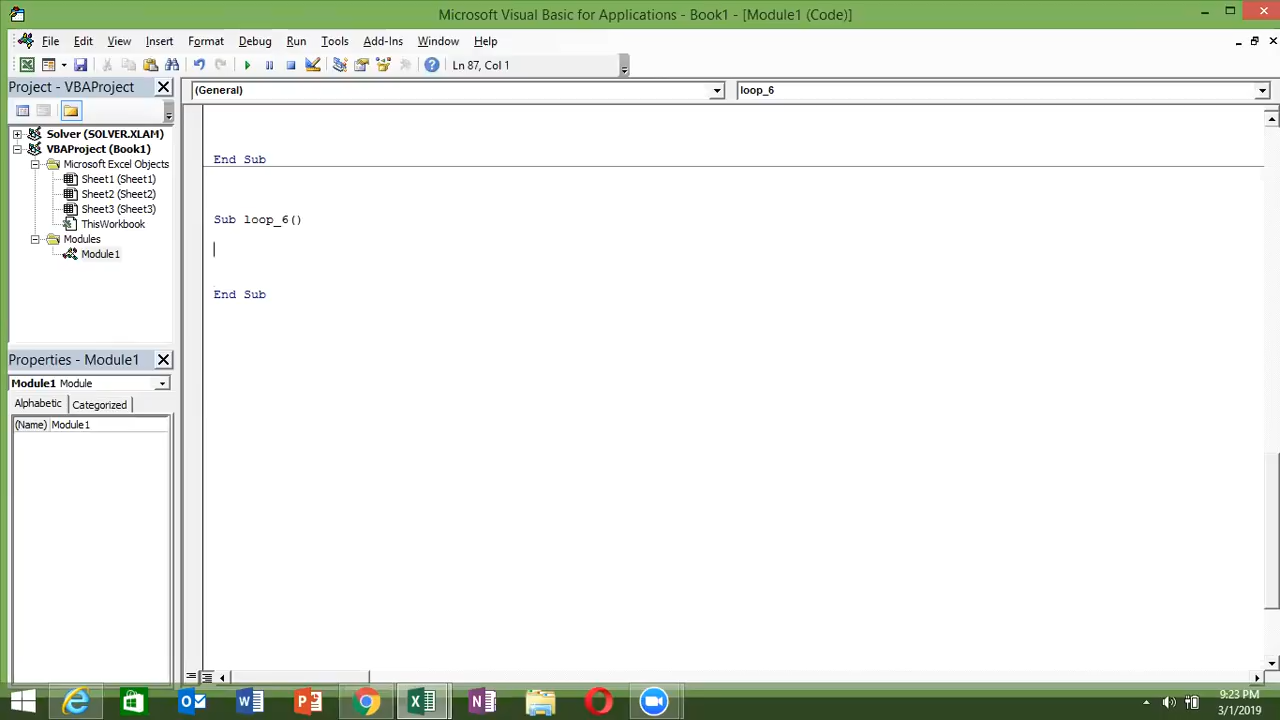 Microsoft Visual Basic for Applications - Book1 - [Module1 (Code)]
File Edit View Insert Format Debug Run Tools Add-Ins Window Help
Ln 87, Col 1
Project - VBAProject
(General)
loop_6
Solver (SOLVER.XLAM)
VBAProject (Book1)
Microsoft Excel Objects
Sheet1 (Sheet1)
Sheet2 (Sheet2)
Sheet3 (Sheet3)
ThisWorkbook
Modules
Module1
End Sub
Sub loop_6()
End Sub
Properties - Module1
Module1 Module
Alphabetic Categorized
(Name) Module1
9:23 PM
3/1/2019